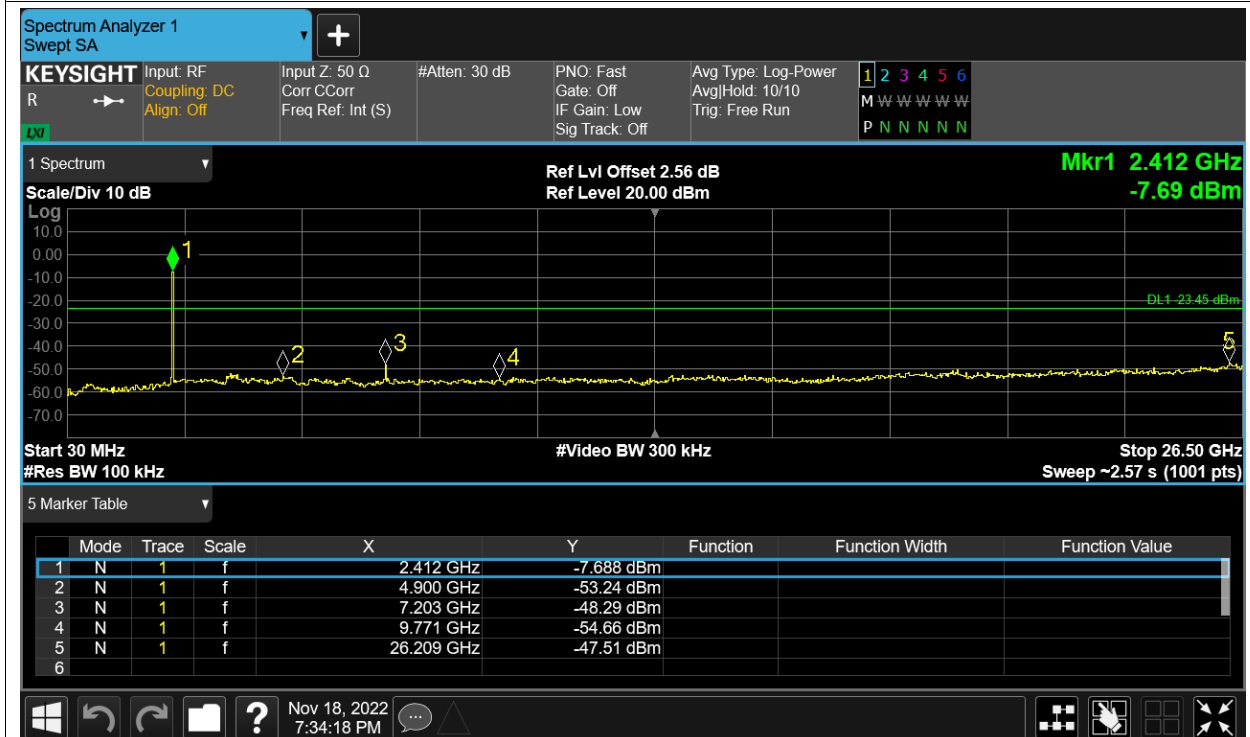 Spectrum Analyzer 1
Swept SA
+
KEYSIGHT
R
LXI
Input: RF
Coupling: DC
Align: Off
Input Z: 50 Ω
Corr CCorr
Freq Ref: Int (S)
#Atten: 30 dB
PNO: Fast
Gate: Off
IF Gain: Low
Sig Track: Off
Avg Type: Log-Power
Avg|Hold: 10/10
Trig: Free Run
1 2 3 4 5 6
M W W W W W
P N N N N N
1 Spectrum
Scale/Div 10 dB
Ref Lvl Offset 2.56 dB
Ref Level 20.00 dBm
Mkr1 2.412 GHz
-7.69 dBm
Log
10.0
0.00
-10.0
-20.0
-30.0
-40.0
-50.0
-60.0
-70.0
1
2
3
4
5
DL1 -23.45 dBm
Start 30 MHz
#Res BW 100 kHz
#Video BW 300 kHz
Stop 26.50 GHz
Sweep ~2.57 s (1001 pts)
5 Marker Table
Mode Trace Scale X Y Function Function Width Function Value
1 N 1 f 2.412 GHz -7.688 dBm
2 N 1 f 4.900 GHz -53.24 dBm
3 N 1 f 7.203 GHz -48.29 dBm
4 N 1 f 9.771 GHz -54.66 dBm
5 N 1 f 26.209 GHz -47.51 dBm
6
?
Nov 18, 2022
7:34:18 PM